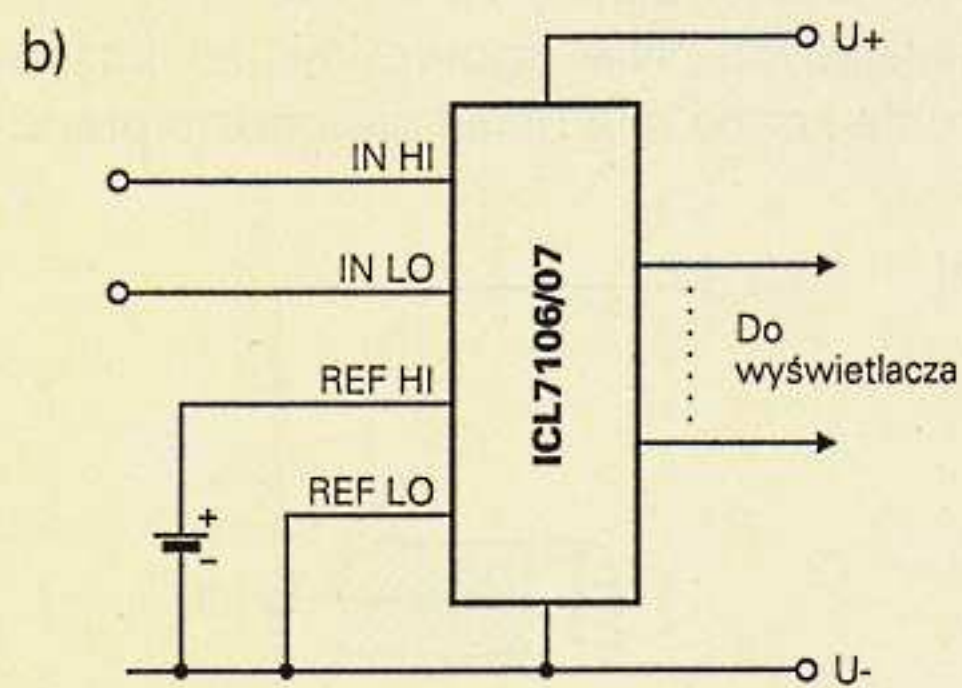 b)
U+
IN HI
IN LO
REF HI
REF LO
+
-
ICL7106/07
Do
wyświetlacza
U-